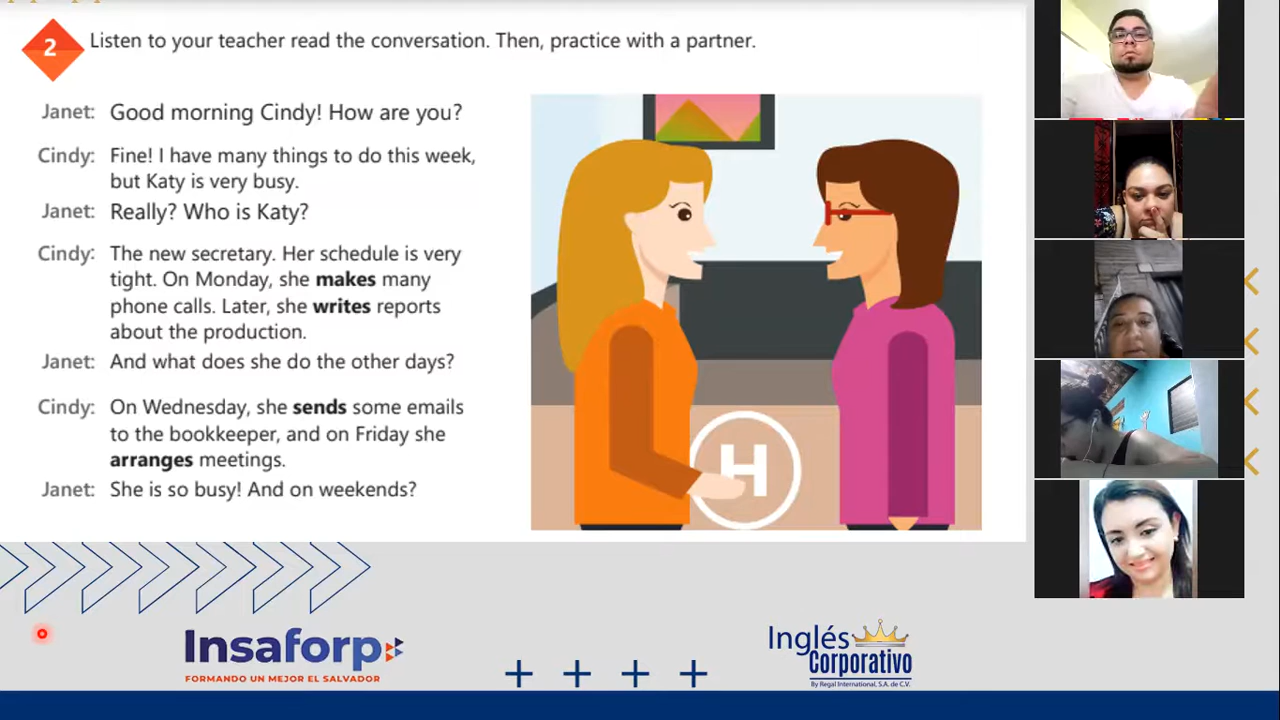 2
Listen to your teacher read the conversation. Then, practice with a partner.
Janet: Good morning Cindy! How are you?
Cindy: Fine! I have many things to do this week,
but Katy is very busy.
Janet: Really? Who is Katy?
Cindy: The new secretary. Her schedule is very
tight. On Monday, she makes many
phone calls. Later, she writes reports
about the production.
Janet: And what does she do the other days?
Cindy: On Wednesday, she sends some emails
to the bookkeeper, and on Friday she
arranges meetings.
Janet: She is so busy! And on weekends?
H
Insaforp
FORMANDO UN MEJOR EL SALVADOR
Inglés
Corporativo
By Regal International, S.A. de C.V.